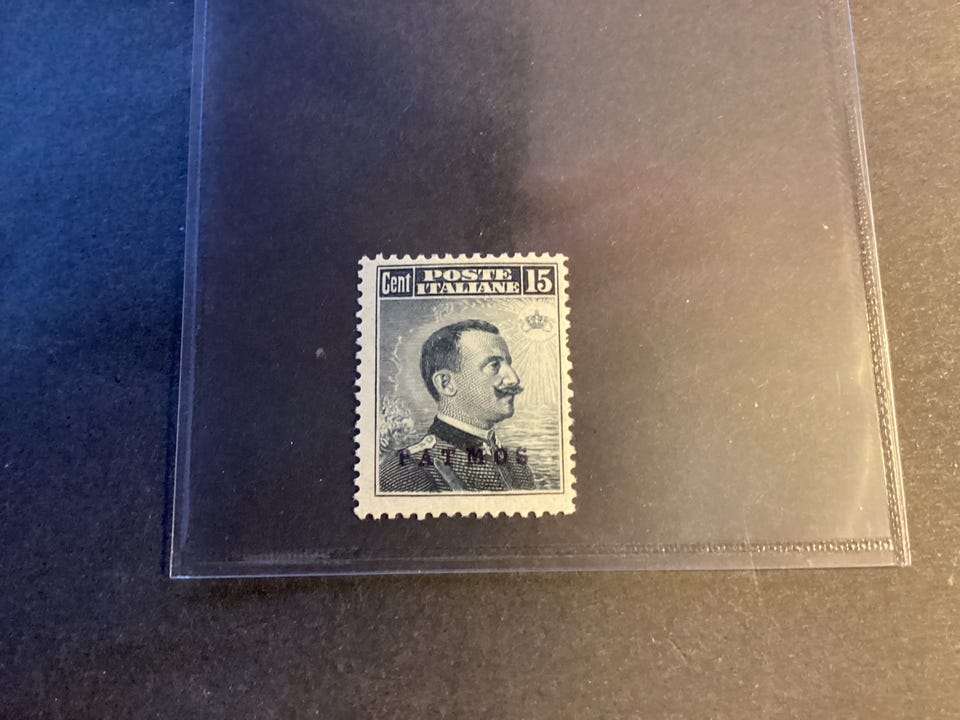 Cent POSTE ITALIANE 15
PATMOS